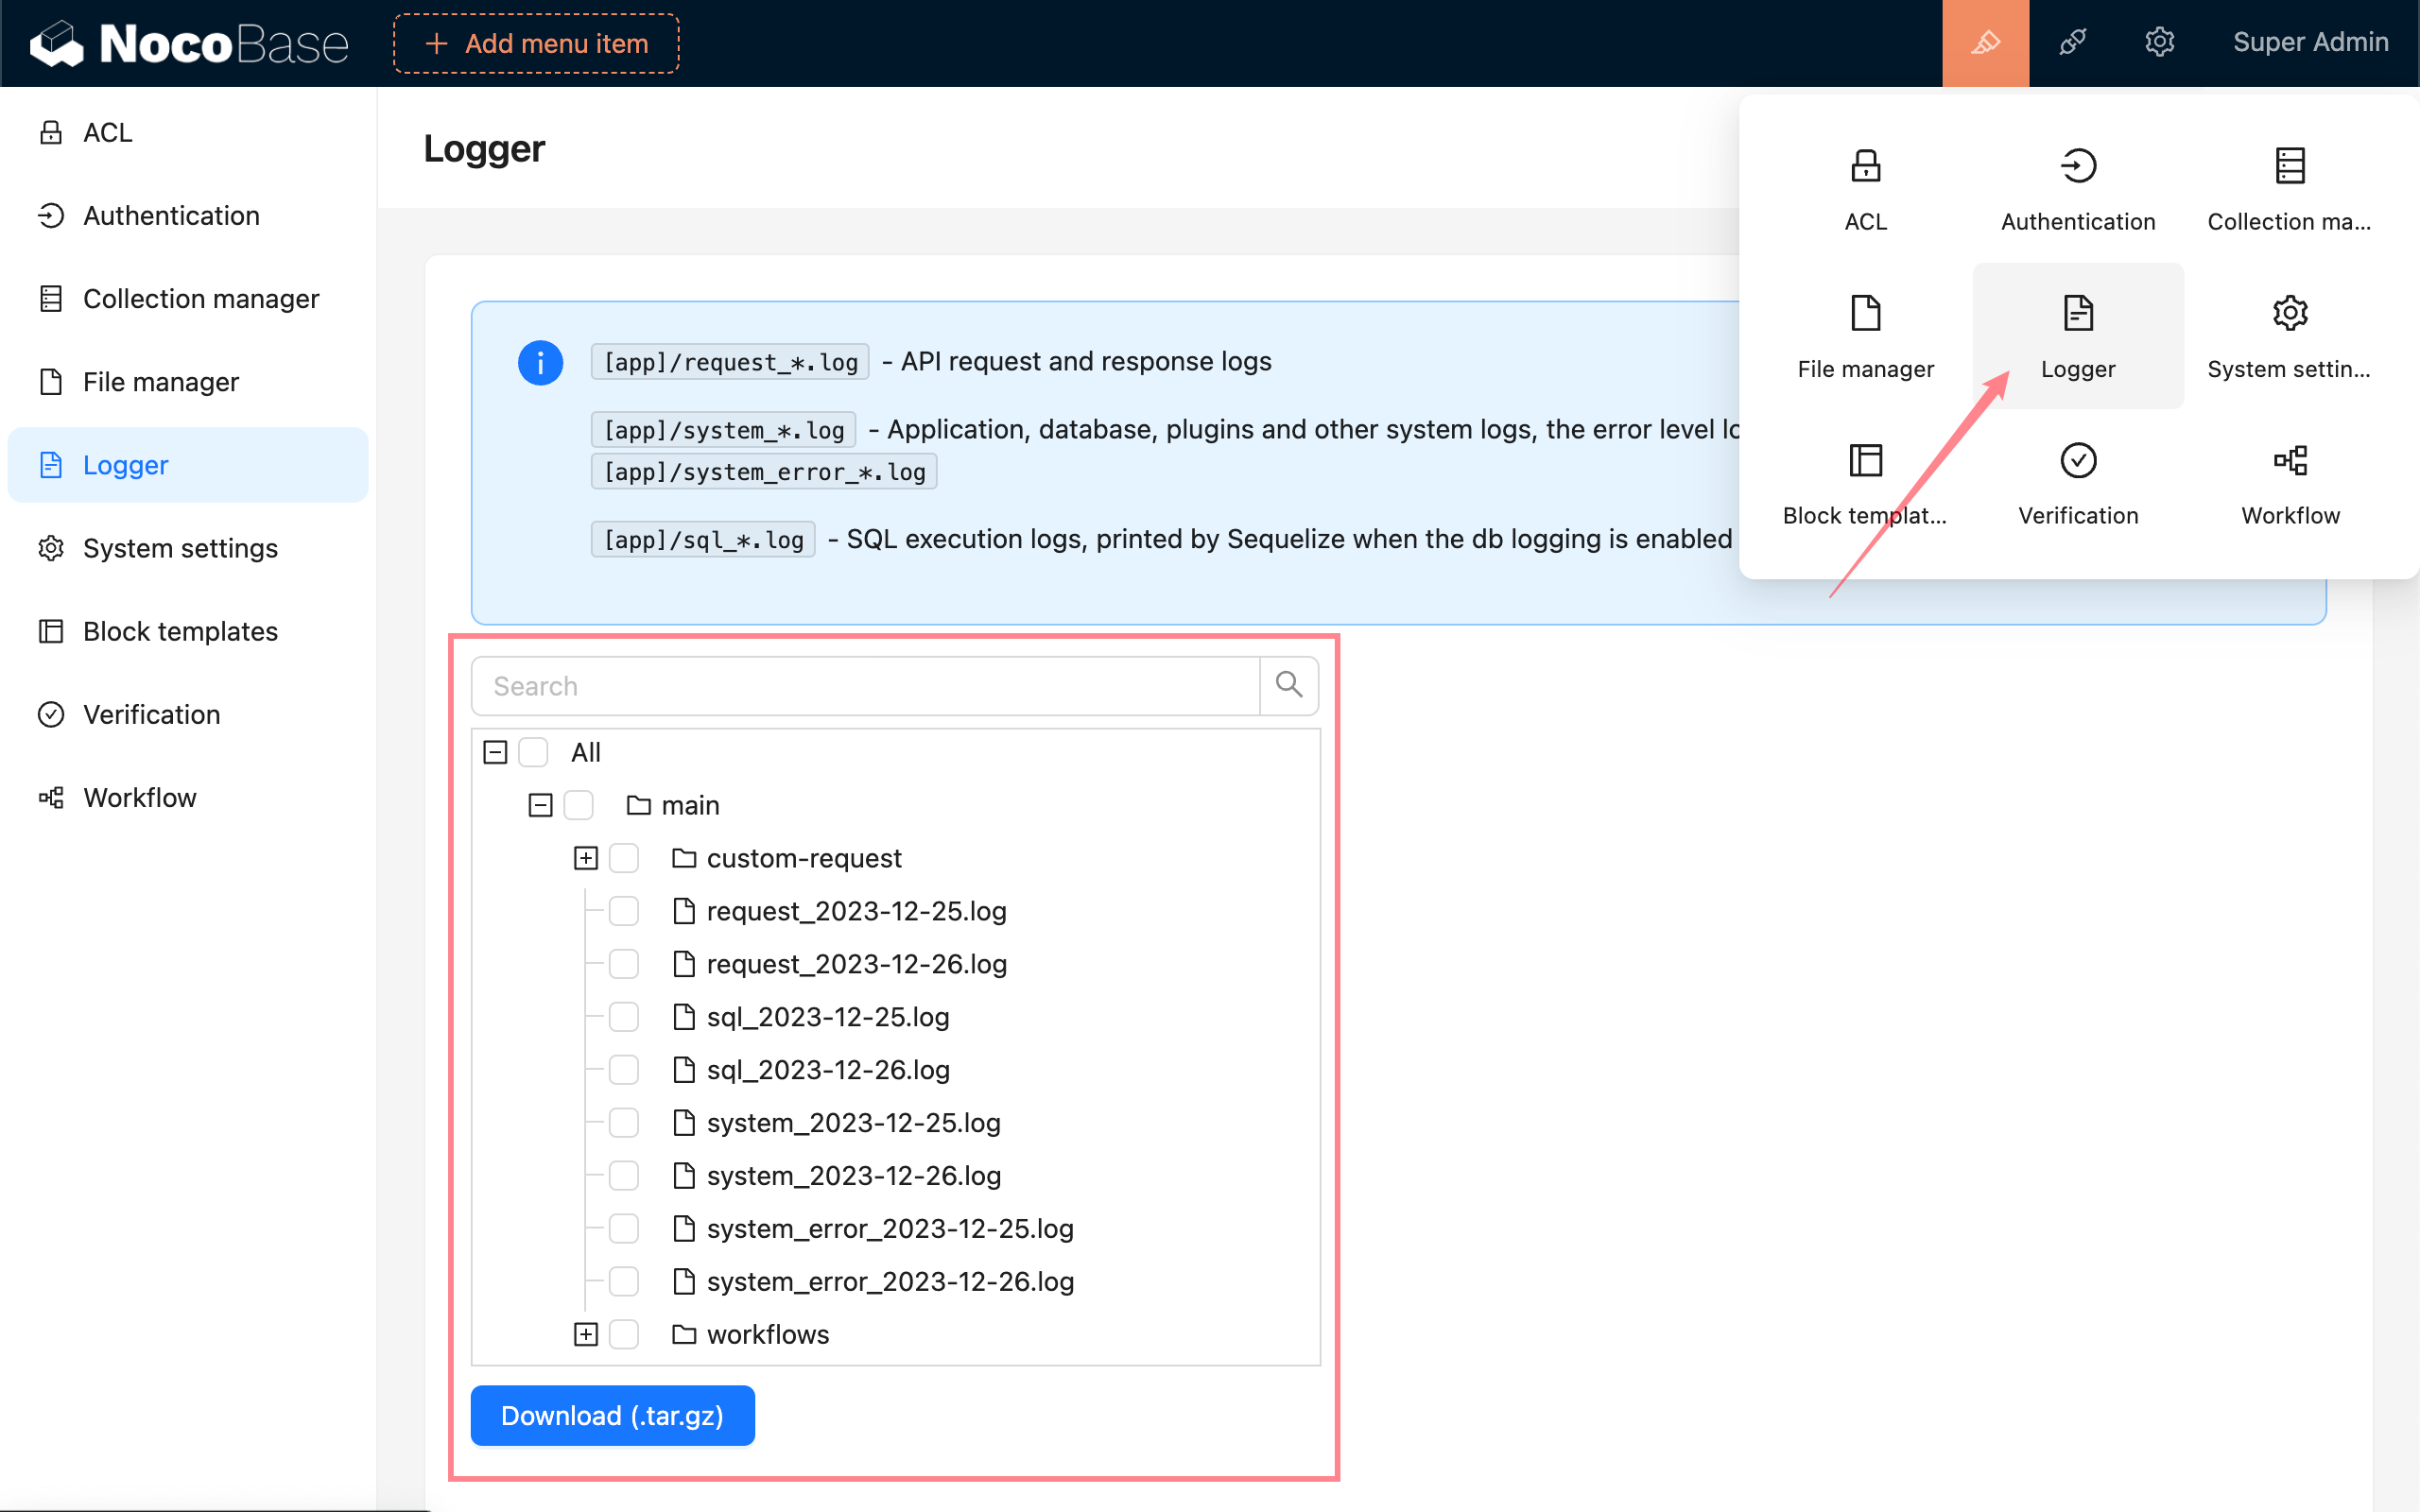 NocoBase
Add menu item
Super Admin
ACL
Authentication
Collection manager
File manager
Logger
System settings
Block templates
Verification
Workflow
Logger
[app]/request_*.log - API request and response logs
[app]/system_*.log - Application, database, plugins and other system logs, the error level lo
[app]/system_error_*.log
[app]/sql_*.log - SQL execution logs, printed by Sequelize when the db logging is enabled
ACL
Authentication
Collection ma...
File manager
Logger
System settin...
Block templat...
Verification
Workflow
Search
All
main
custom-request
request_2023-12-25.log
request_2023-12-26.log
sql_2023-12-25.log
sql_2023-12-26.log
system_2023-12-25.log
system_2023-12-26.log
system_error_2023-12-25.log
system_error_2023-12-26.log
workflows
Download (.tar.gz)